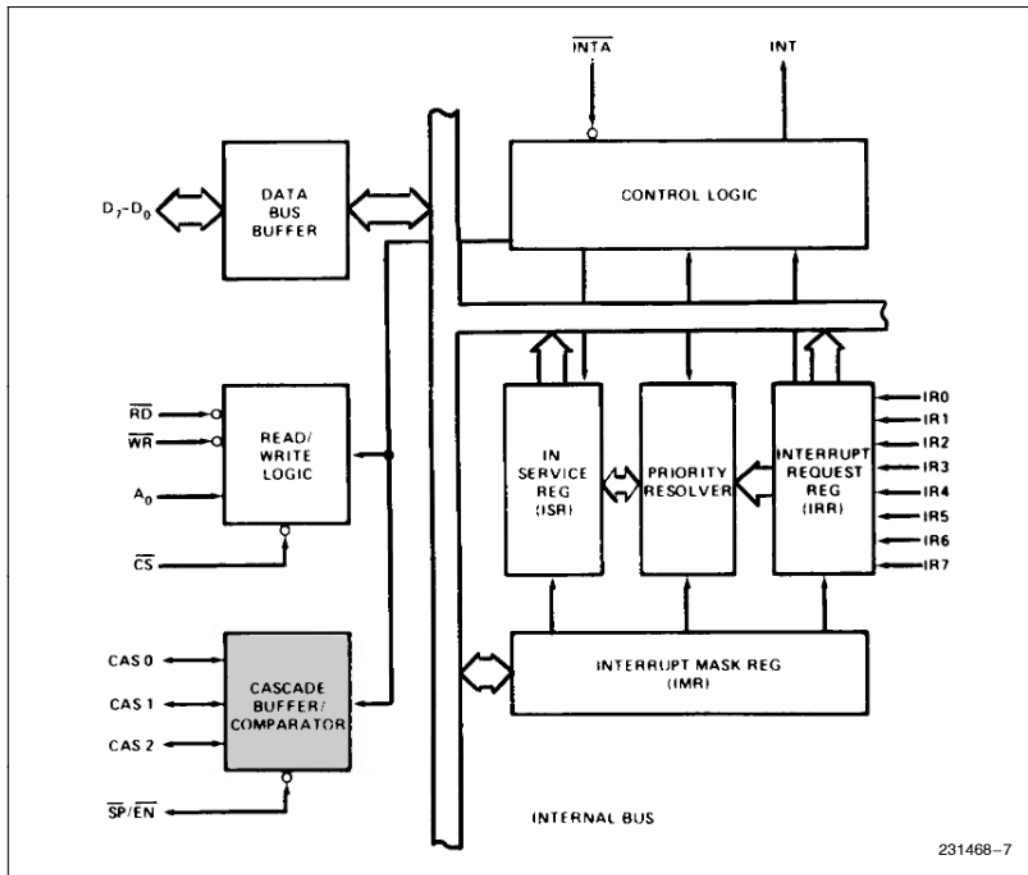 INTA
INT
DATA
BUS
BUFFER
D7-D0
CONTROL LOGIC
RD
WR
A0
CS
READ/
WRITE
LOGIC
IN
SERVICE
REG
(ISR)
PRIORITY
RESOLVER
INTERRUPT
REQUEST
REG
(IRR)
IR0
IR1
IR2
IR3
IR4
IR5
IR6
IR7
CAS 0
CAS 1
CAS 2
SP/EN
CASCADE
BUFFER/
COMPARATOR
INTERRUPT MASK REG
(IMR)
INTERNAL BUS
231468-7